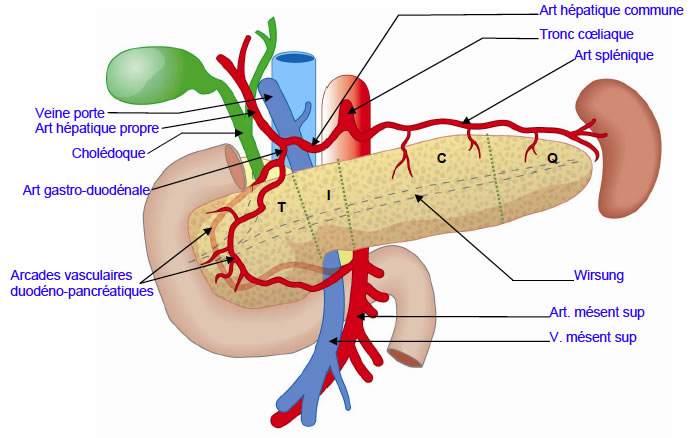 Art hépatique commune
Tronc cœliaque
Art splénique
Veine porte
Art hépatique propre
Cholédoque
Art gastro-duodénale
T
I
C
Q
Arcades vasculaires
duodéno-pancréatiques
Wirsung
Art. mésent sup
V. mésent sup